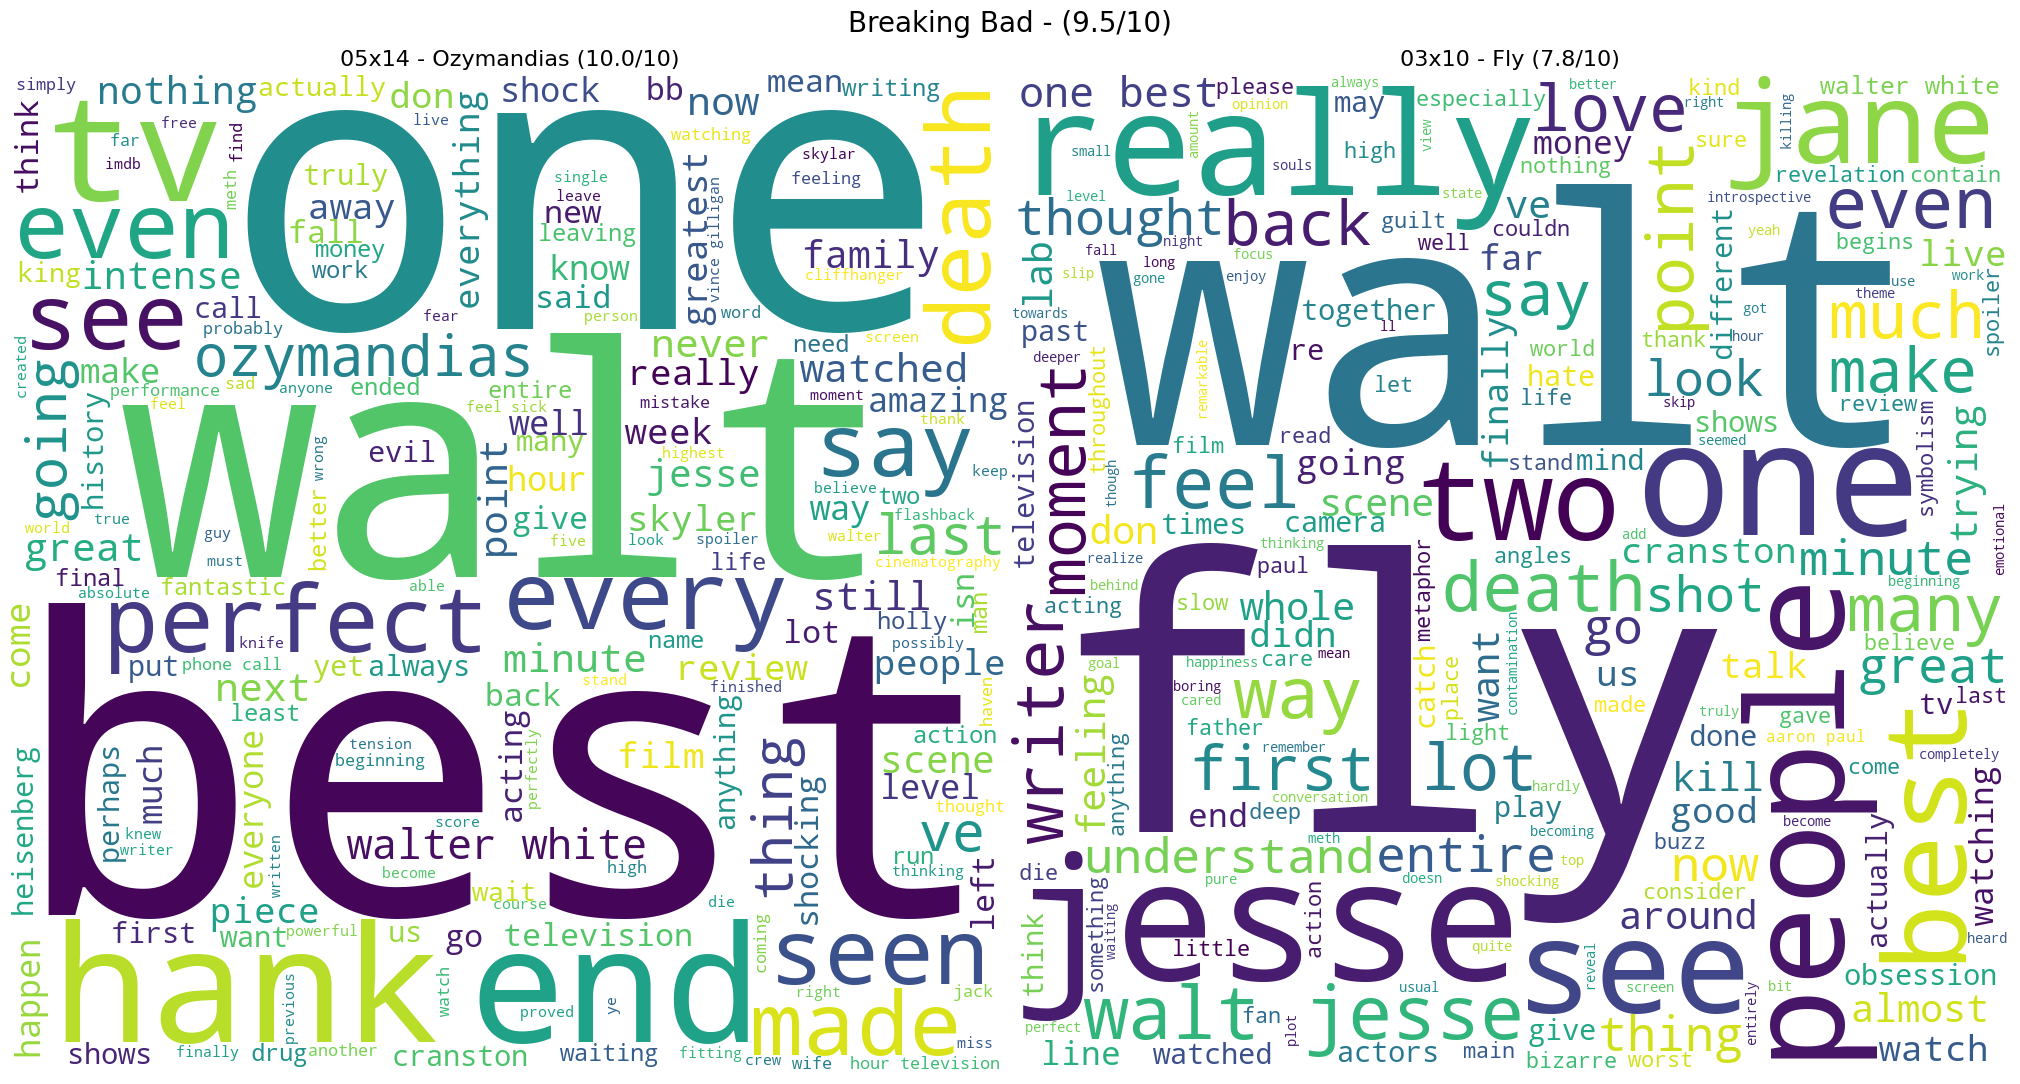 Breaking Bad - (9.5/10)
05x14 - Ozymandias (10.0/10)
simply
nothing
actually
don
shock
bb
now
mean
writing
think
tv
one
death
far
free
find
imdb
meth
live
everything
watching
truly
away
fall
money
work
single
leave
new
leaving
know
said
person
skylar
feeling
greatest
vince gilligan
family
cliffhanger
word
even
king
intense
see
call
probably
fear
screen
created
going
make
history
ozymandias
performance
sad
anyone
ended
feel
entire
feel sick
never
really
mistake
need
watched
moment
amazing
thank
walt
evil
well
many
week
highest
say
keep
hour
point
jesse
believe
two
way
flashback
world
true
guy
must
better
wrong
give
five
skyler
look
spoiler
walter
last
great
final
absolute
fantastic
able
life
cinematography
isn
man
come
perfect
knife
every
still
name
lot
holly
possibly
put
phone call
yet
always
minute
stand
review
people
next
least
back
finished
haven
best
tension
beginning
acting
perfectly
film
anything
thing
action
scene
level
thought
heisenberg
perhaps
much
knew
writer
everyone
written
score
walter white
become
high
shocking
ve
run
thinking
left
wait
course
die
piece
want
powerful
us
go
television
coming
seen
happen
first
hank
end
previous
watch
proved
ye
right
jack
made
miss
shows
finally
drug
another
cranston
waiting
fitting
crew
wife
hour television
03x10 - Fly (7.8/10)
one best
please
opinion
always
may
especially
better
love
right
kind
jane
walter white
really
small
level
amount
souls
high
view
state
money
nothing
point
sure
killing
revelation
contain
introspective
even
thought
back
guilt
well
ve
couldn
far
yeah
begins
live
lab
fall
night
slip
long
gone
focus
enjoy
together
say
different
got
use
work
theme
much
spoiler
towards
past
deeper
re
ll
finally
world
hate
life
thank
hour
look
skip
make
review
walt
remarkable
let
throughout
television
moment
film
read
going
stand
mind
shows
seemed
one
symbolism
trying
though
feel
scene
two
don
times
camera
angles
add
cranston
minute
emotional
realize
behind
thinking
paul
acting
slow
whole
didn
care
mean
metaphor
catch
place
death
shot
contamination
want
beginning
many
believe
fly
go
us
made
talk
great
writer
goal
feeling
happiness
boring
cared
way
father
remember
light
truly
people
tv
last
gave
aaron paul
done
anything
first
lot
conversation
hardly
kill
good
come
completely
best
watching
end
deep
play
becoming
buzz
meth
become
die
understand
entire
top
now
actually
jesse
pure
doesn
shocking
consider
something
waiting
think
action
little
quite
around
heard
see
reveal
screen
bit
obsession
usual
walt jesse
perfect
fan
plot
give
thing
entirely
almost
line
watched
actors
main
bizarre
worst
watch